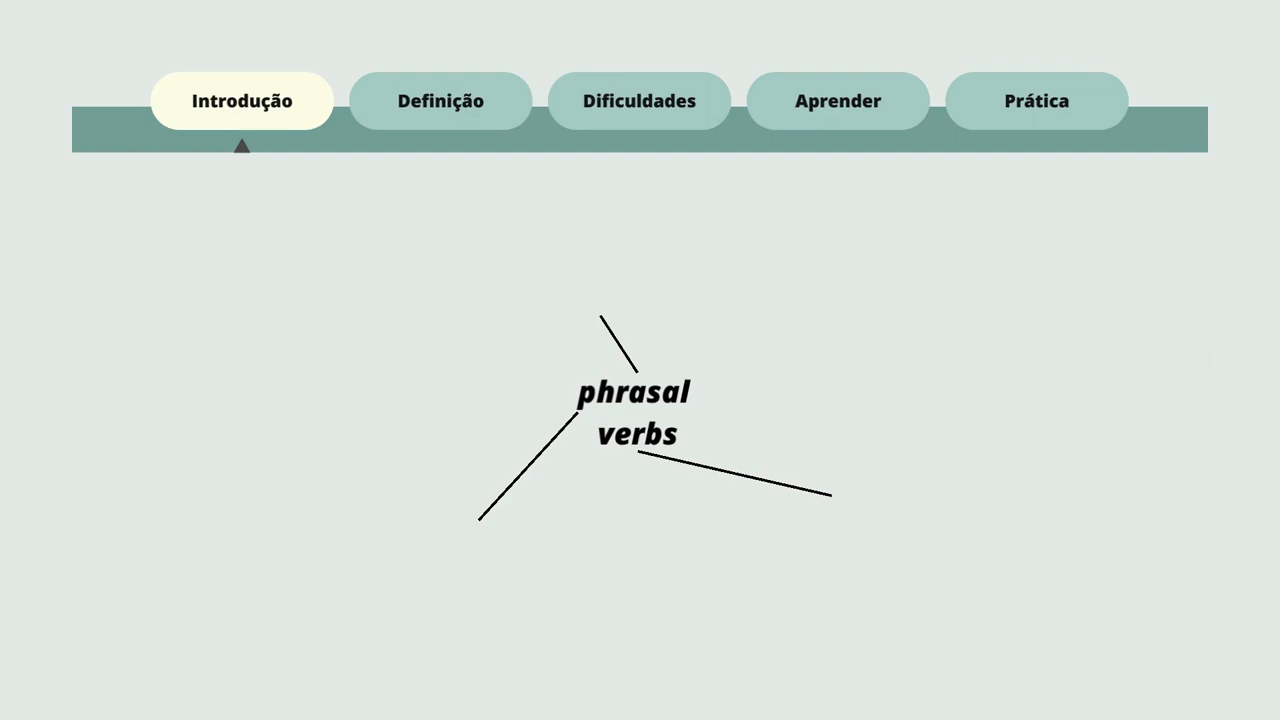 Introdução
Definição
Dificuldades
Aprender
Prática
phrasal
verbs